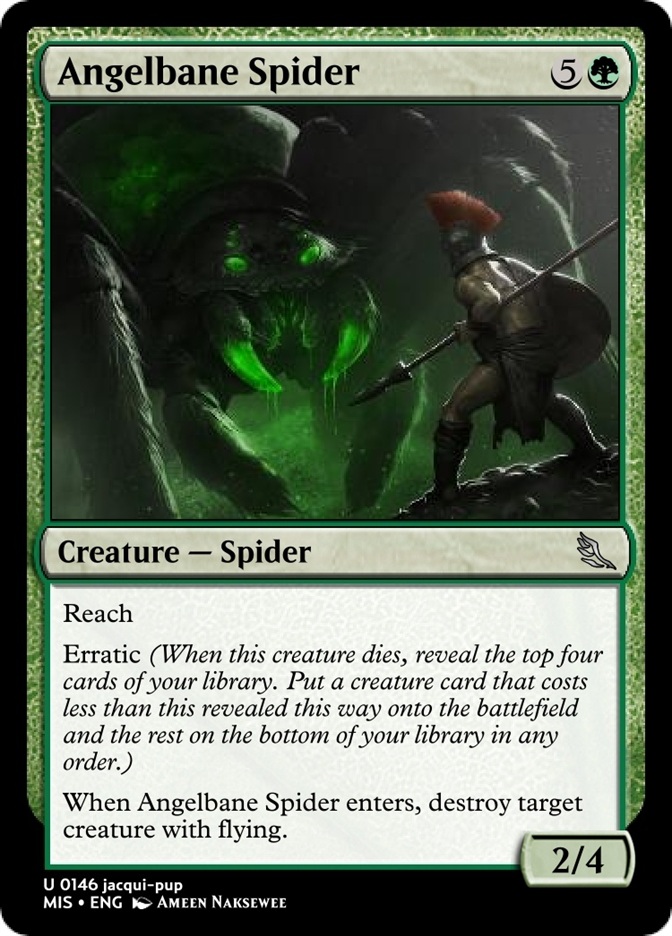 Angelbane Spider 5
Creature — Spider
Reach
Erratic (When this creature dies, reveal the top four
cards of your library. Put a creature card that costs
less than this revealed this way onto the battlefield
and the rest on the bottom of your library in any
order.)
When Angelbane Spider enters, destroy target
creature with flying.
2/4
U 0146 jacqui-pup
MIS • ENG Ameen Naksewee